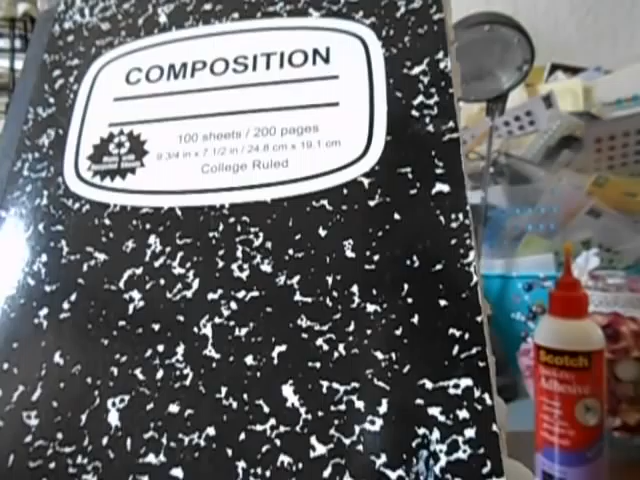 COMPOSITION
100 sheets / 200 pages
9 3/4 in x 7 1/2 in / 24.8 cm x 19.1 cm
College Ruled
Scotch
Adhesive